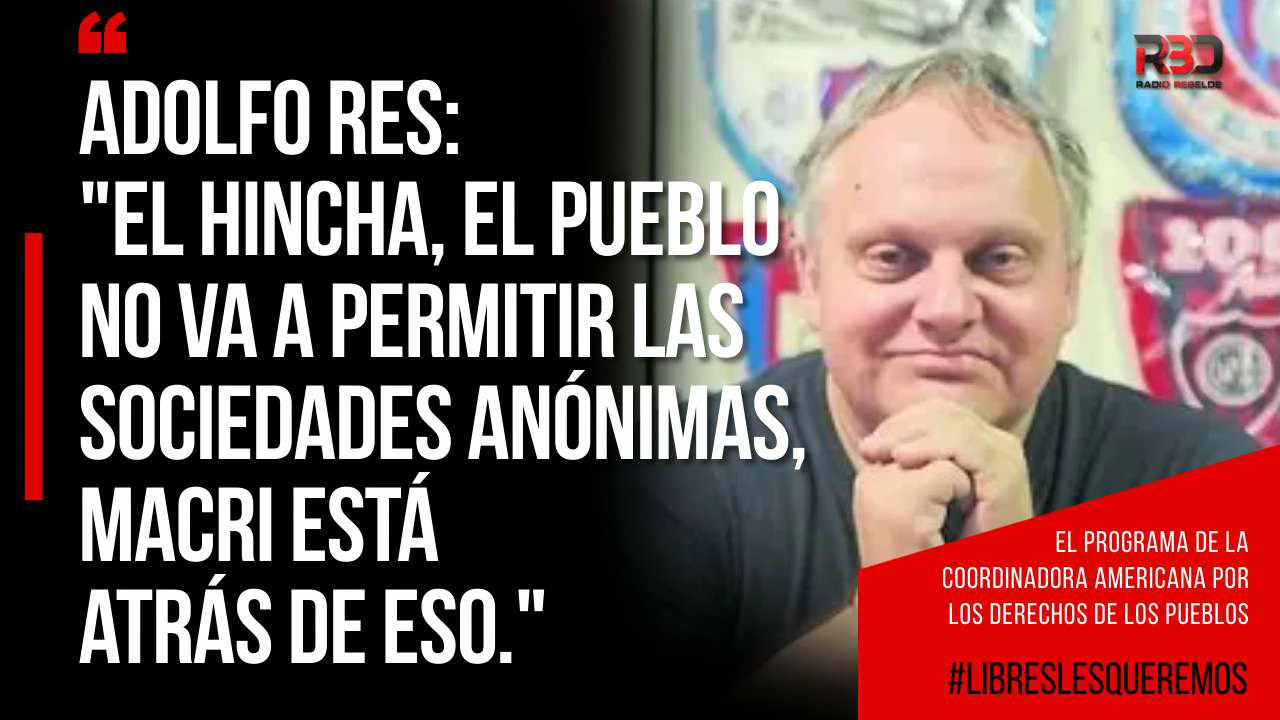 “
ADOLFO RES:
"EL HINCHA, EL PUEBLO
NO VA A PERMITIR LAS
SOCIEDADES ANÓNIMAS,
MACRI ESTÁ
ATRÁS DE ESO."
RBD
RADIO REBELDE
EL PROGRAMA DE LA
COORDINADORA AMERICANA POR
LOS DERECHOS DE LOS PUEBLOS
#LIBRESLESQUEREMOS